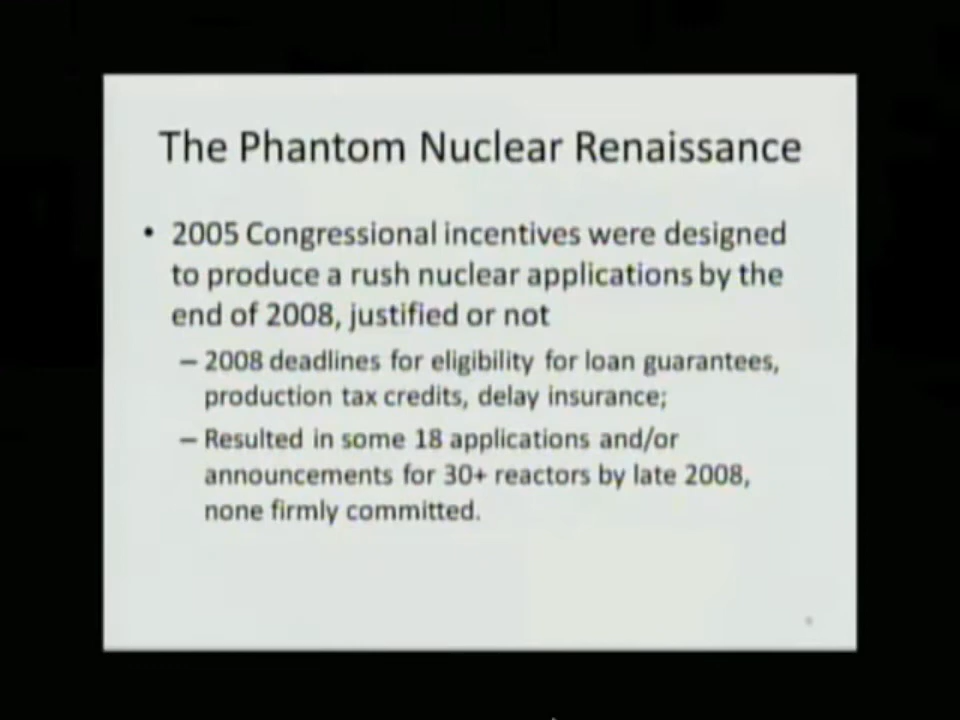 The Phantom Nuclear Renaissance
• 2005 Congressional incentives were designed
to produce a rush nuclear applications by the
end of 2008, justified or not
– 2008 deadlines for eligibility for loan guarantees,
production tax credits, delay insurance;
– Resulted in some 18 applications and/or
announcements for 30+ reactors by late 2008,
none firmly committed.